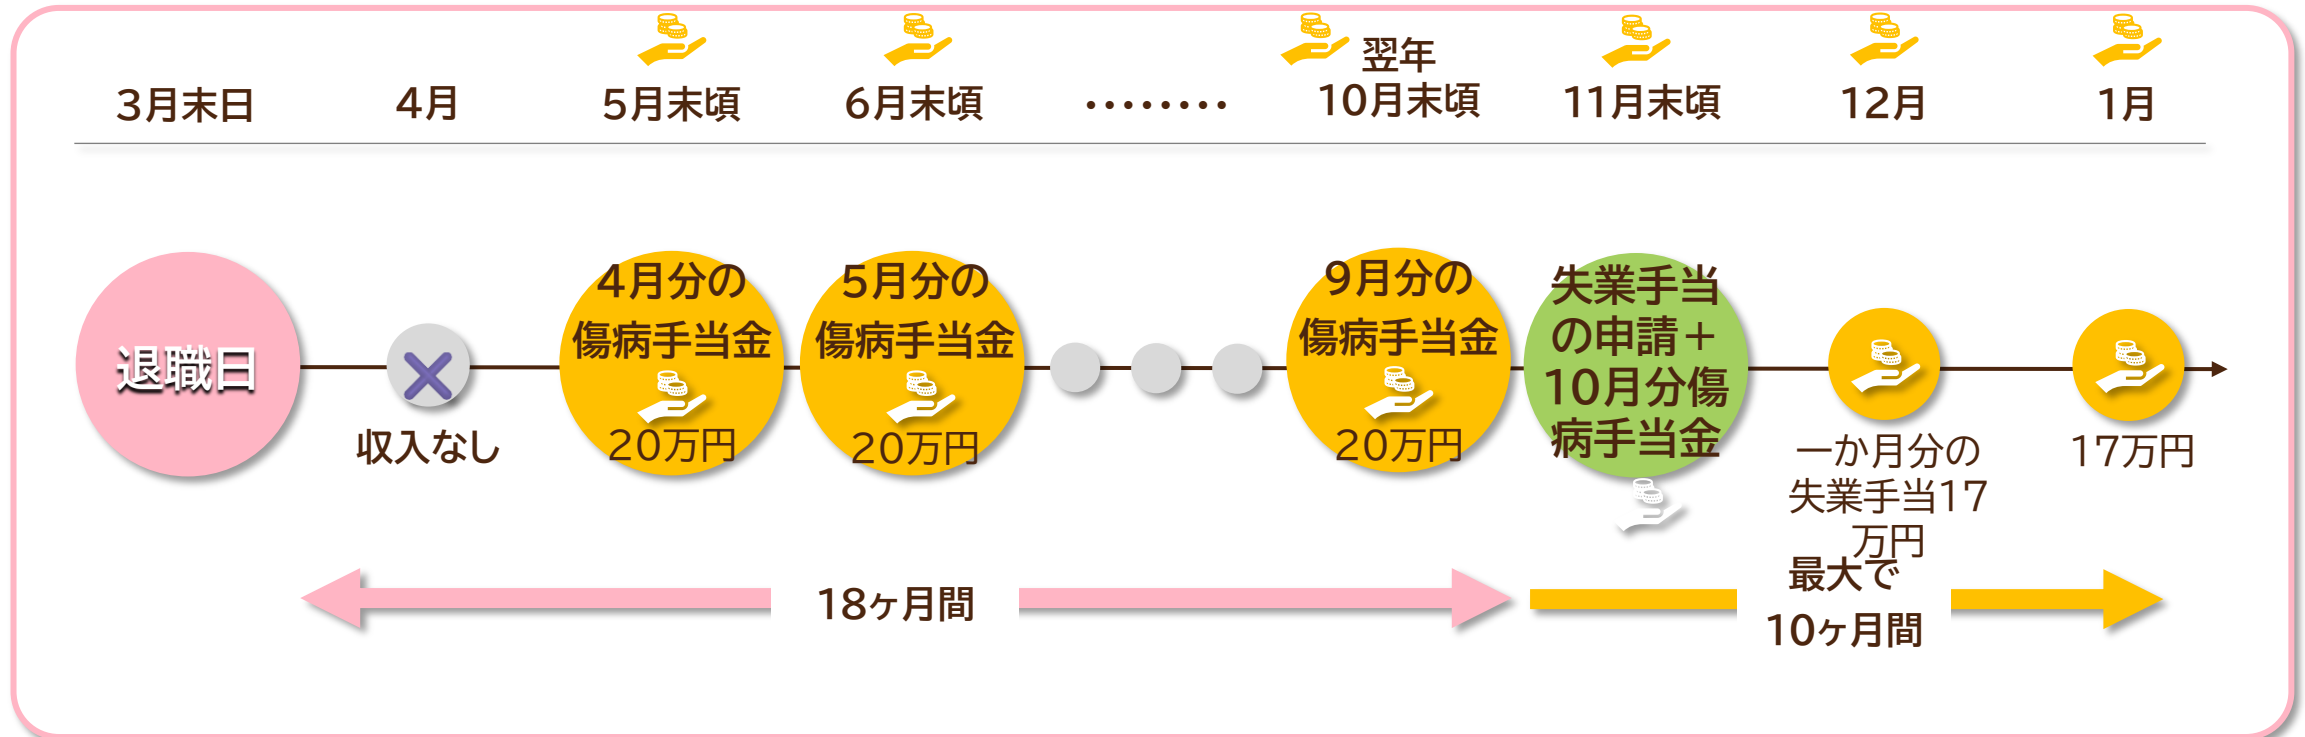 3月末日
4月
5月末頃
6月末頃
........
翌年
10月末頃
11月末頃
12月
1月
退職日
収入なし
4月分の
傷病手当金
20万円
5月分の
傷病手当金
20万円
9月分の
傷病手当金
20万円
失業手当
の申請＋
10月分傷
病手当金
一か月分の
失業手当17
万円
17万円
18ヶ月間
最大で
10ヶ月間